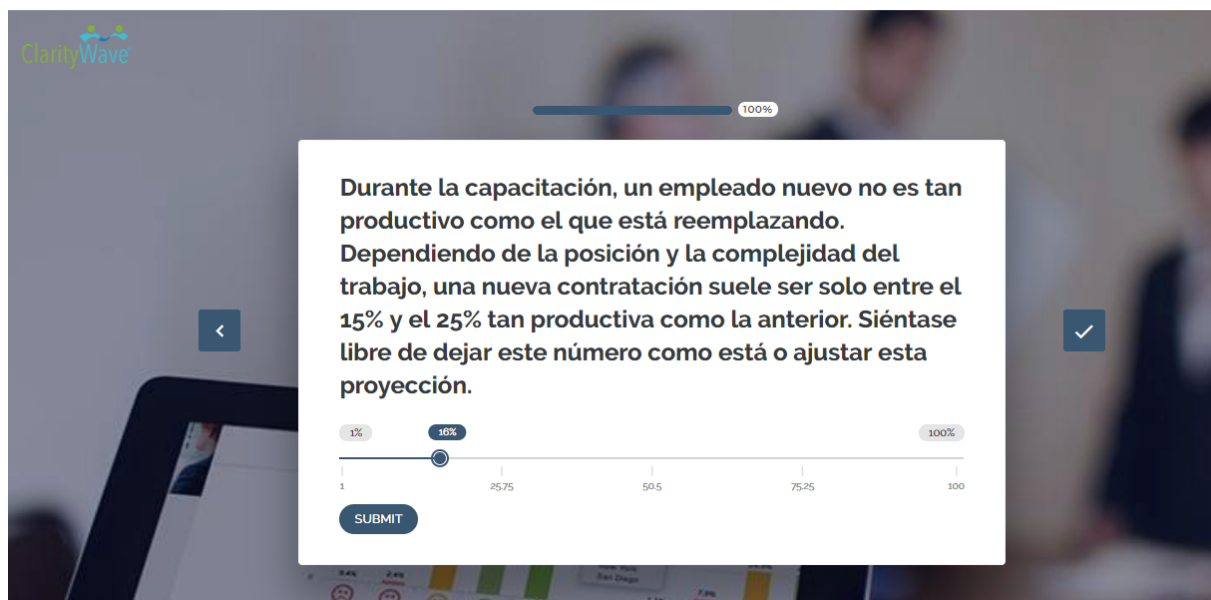 ClarityWave
100%
Durante la capacitación, un empleado nuevo no es tan
productivo como el que está reemplazando.
Dependiendo de la posición y la complejidad del
trabajo, una nueva contratación suele ser solo entre el
15% y el 25% tan productiva como la anterior. Siéntase
libre de dejar este número como está o ajustar esta
proyección.
1% 16% 100%
1 25.75 50.5 75.25 100
SUBMIT
San Diego